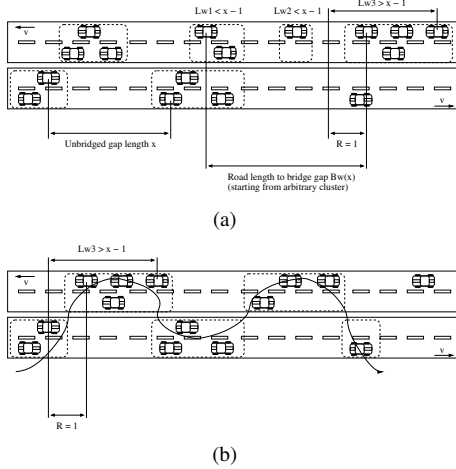 Lw1 < x − 1
Lw2 < x − 1
Lw3 > x − 1
v
v
Unbridged gap length x
R = 1
Road length to bridge gap Bw(x)
(starting from arbitrary cluster)
(a)
Lw3 > x − 1
v
v
R = 1
(b)